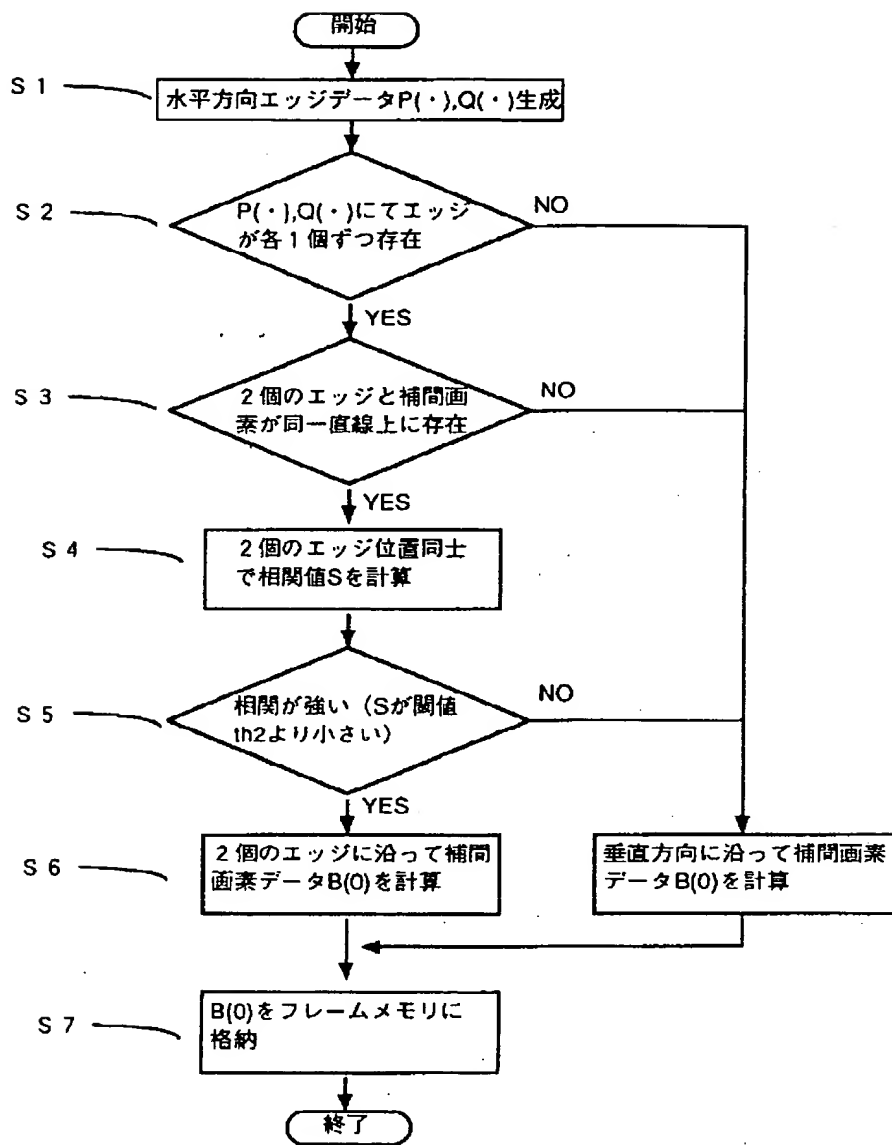 開始
S 1
水平方向エッジデータP(・),Q(・)生成
S 2
P(・),Q(・)にてエッジ
が各1個ずつ存在
NO
YES
S 3
2個のエッジと補間画
素が同一直線上に存在
NO
YES
S 4
2個のエッジ位置同士
で相関値Sを計算
S 5
相関が強い（Sが閾値
th2より小さい）
NO
YES
S 6
2個のエッジに沿って補間
画素データB(0)を計算
垂直方向に沿って補間画素
データB(0)を計算
S 7
B(0)をフレームメモリに
格納
終了